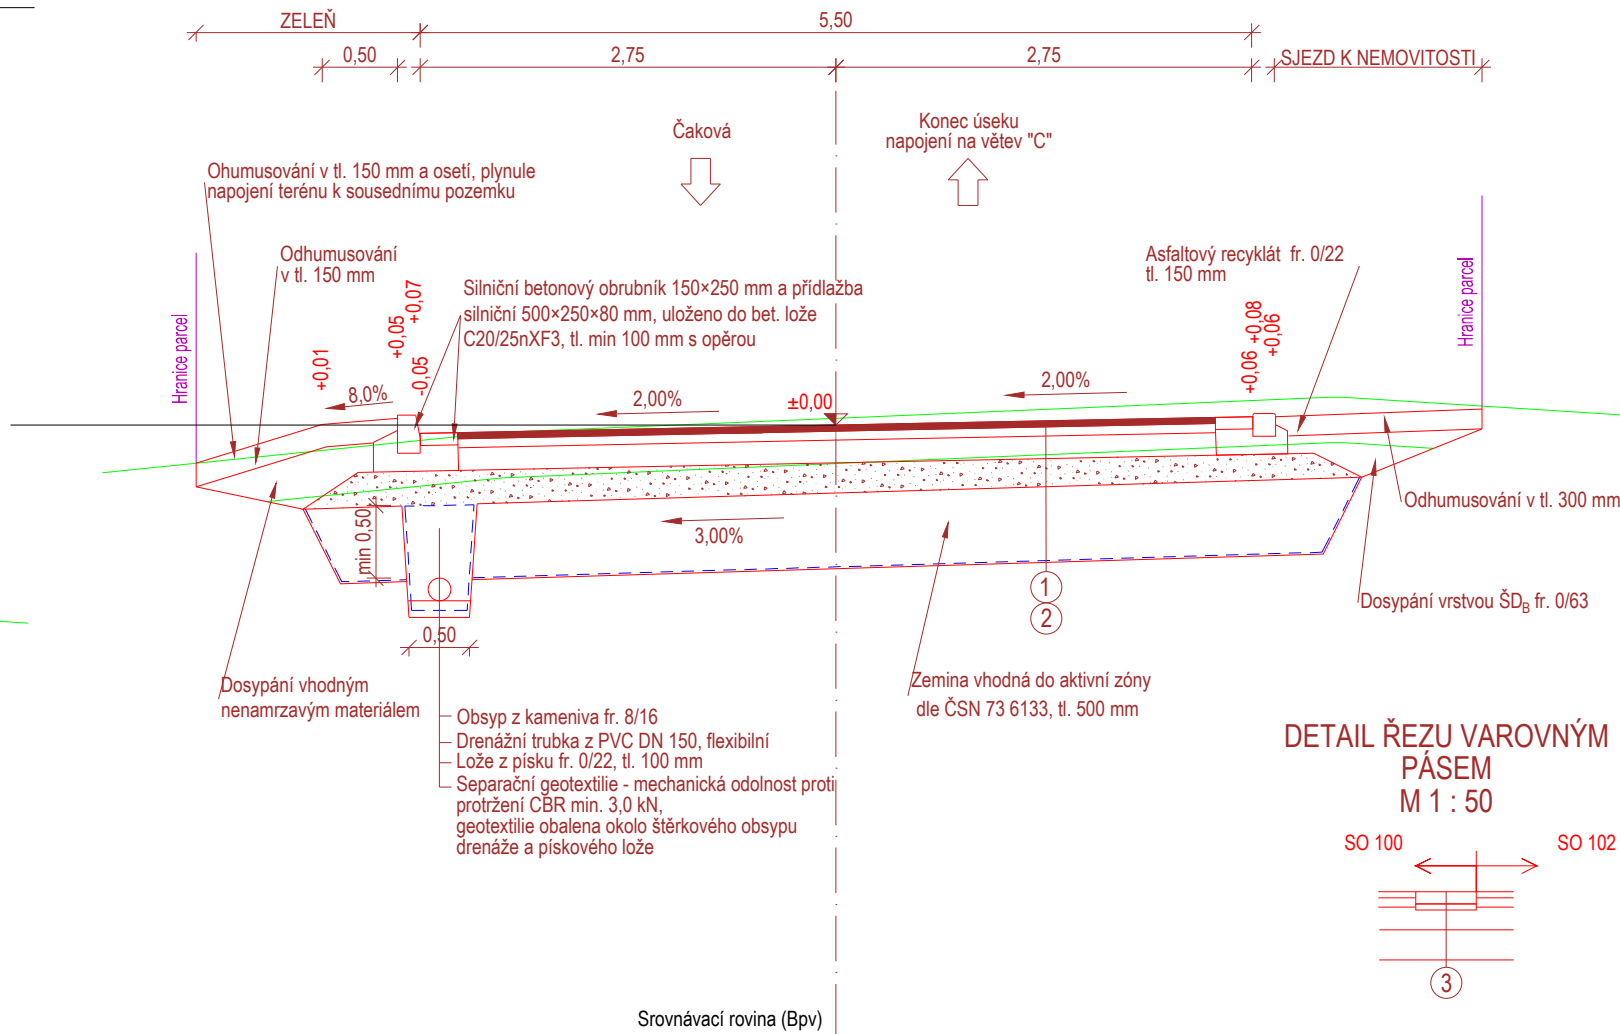 ZELEŇ
5,50
0,50
2,75
2,75
SJEZD K NEMOVITOSTI
Čaková
Konec úseku
napojení na větev "C"
Ohumusování v tl. 150 mm a osetí, plynule
napojení terénu k sousednímu pozemku
Odhumusování
v tl. 150 mm
Silniční betonový obrubník 150×250 mm a přídlažba
silniční 500×250×80 mm, uloženo do bet. lože
C20/25nXF3, tl. min 100 mm s opěrou
Asfaltový recyklát fr. 0/22
tl. 150 mm
Hranice parcel
Hranice parcel
+0,01
+0,05
+0,07
-0,05
+0,06
+0,08
+0,06
8,0%
2,00%
±0,00
2,00%
min 0,50
3,00%
Odhumusování v tl. 300 mm
1
2
Dosypání vrstvou ŠDB fr. 0/63
0,50
Dosypání vhodným
nenamrzavým materiálem
Zemina vhodná do aktivní zóny
dle ČSN 73 6133, tl. 500 mm
Obsyp z kameniva fr. 8/16
Drenážní trubka z PVC DN 150, flexibilní
Lože z písku fr. 0/22, tl. 100 mm
Separační geotextilie - mechanická odolnost proti
protržení CBR min. 3,0 kN,
geotextilie obalena okolo štěrkového obsypu
drenáže a pískového lože
DETAIL ŘEZU VAROVNÝM
PÁSEM
M 1 : 50
SO 100
SO 102
3
Srovnávací rovina (Bpv)